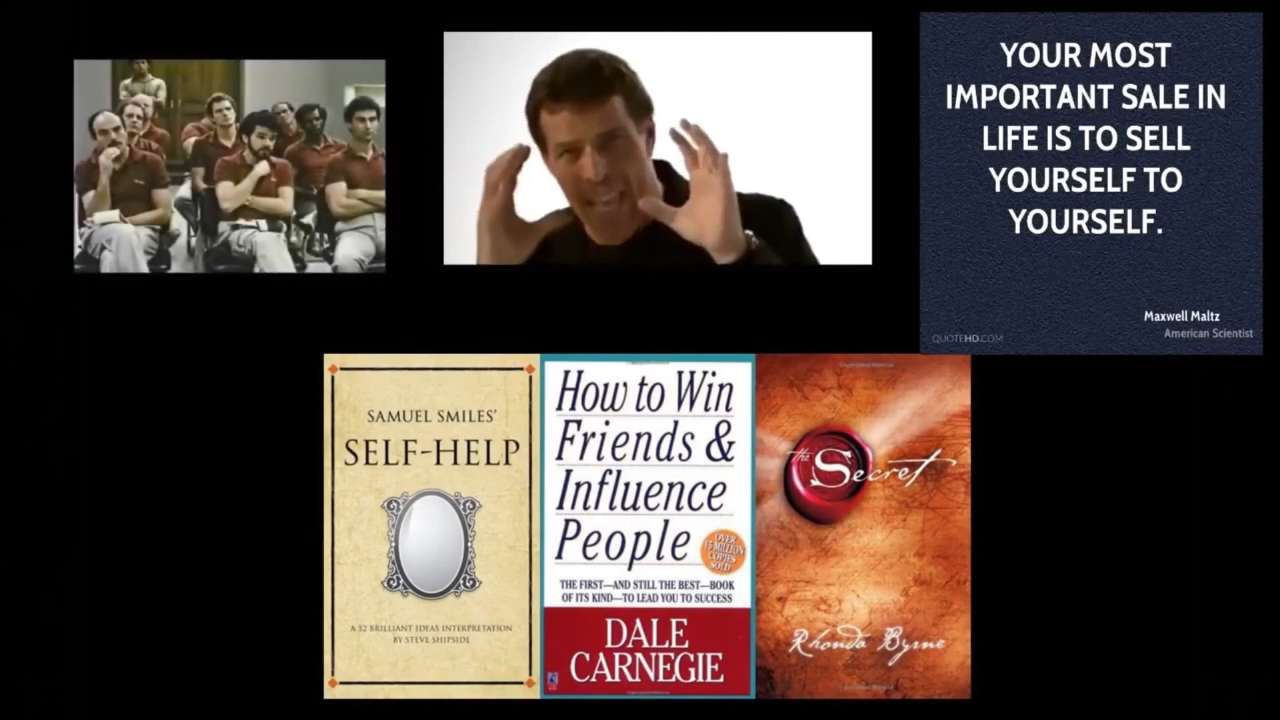 YOUR MOST
IMPORTANT SALE IN
LIFE IS TO SELL
YOURSELF TO
YOURSELF.
Maxwell Maltz
American Scientist
QUOTEHD.COM
SAMUEL SMILES'
SELF-HELP
A 52 BRILLIANT IDEAS INTERPRETATION
BY STEVE SHIPSIDE
How to Win
Friends &
Influence
People
OVER
15 MILLION
COPIES
SOLD
THE FIRST—AND STILL THE BEST—BOOK
OF ITS KIND—TO LEAD YOU TO SUCCESS
DALE
CARNEGIE
the Secret
Rhonda Byrne